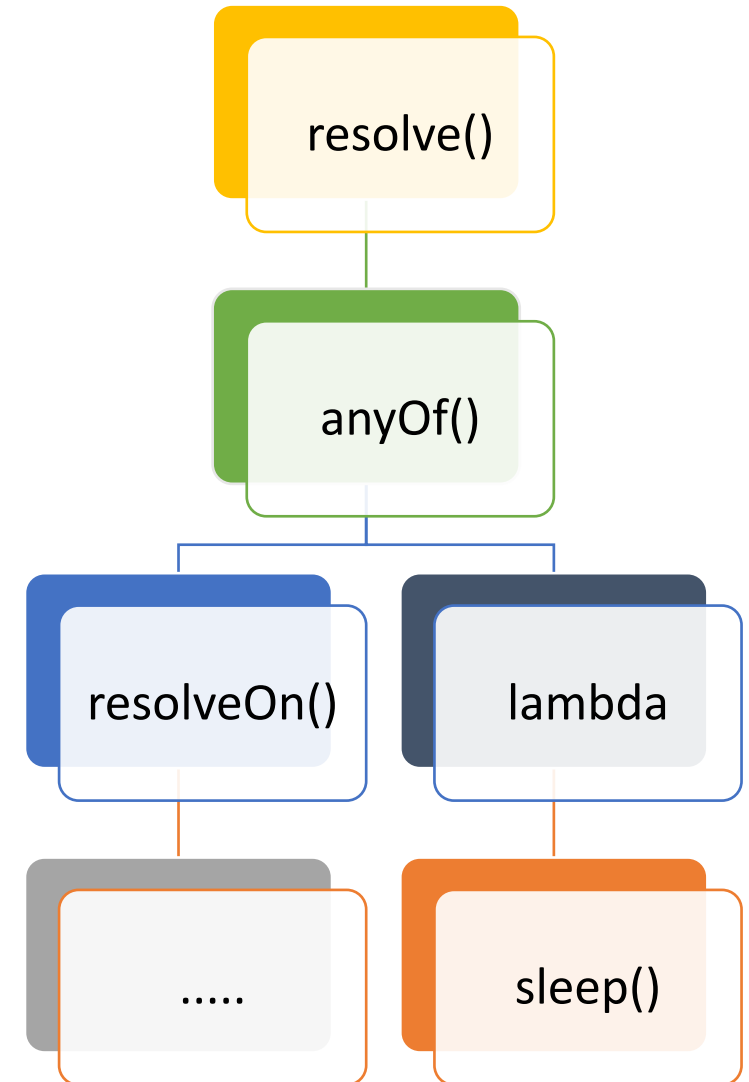 resolve()
anyOf()
resolveOn()
lambda
.....
sleep()